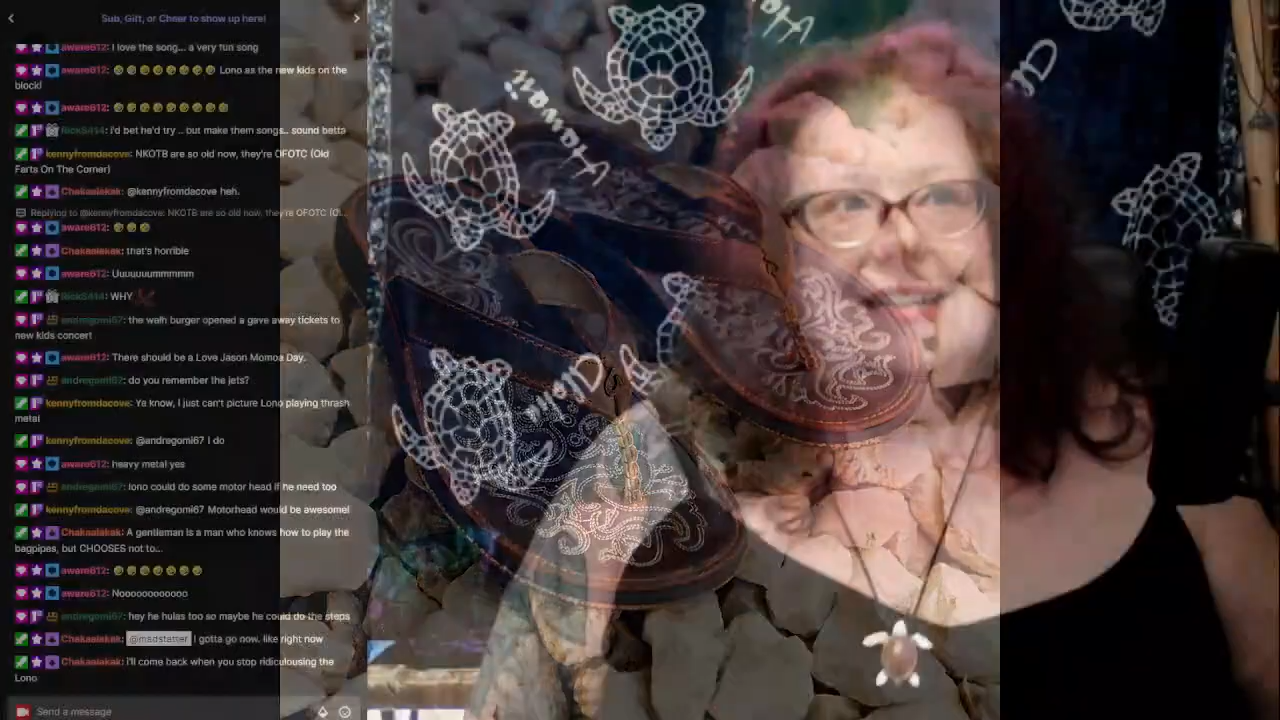 Sub, Gift, or Cheer to show up here!
aware612: I love the song... a very fun song
aware612: Lono as the new kids on the
block!
aware612:
RickS414: i'd bet he'd try .. but make them songs.. sound betta
kennyfromdacove: NKOTB are so old now, they're OFOTC (Old
Farts On The Corner)
Chakaalakak: @kennyfromdacove heh.
Replying to @kennyfromdacove: NKOTB are so old now, they're OFOTC (O...
aware612:
Chakaalakak: that's horrible
aware612: Uuuuuuummmmm
RickS414: WHY
andregomi67: the walh burger opened a gave away tickets to
new kids concert
aware612: There should be a Love Jason Momoa Day.
andregomi67: do you remember the jets?
kennyfromdacove: Ya know, I just can't picture Lono playing thrash
metal
kennyfromdacove: @andregomi67 I do
aware612: heavy metal yes
andregomi67: lono could do some motor head if he need too
kennyfromdacove: @andregomi67 Motorhead would be awesome!
Chakaalakak: A gentleman is a man who knows how to play the
bagpipes, but CHOOSES not to...
aware612:
aware612: Nooooooooooo
andregomi67: hey he hulas too so maybe he could do the steps
Chakaalakak: @madstatter I gotta go now. like right now
Chakaalakak: i'll come back when you stop ridiculousing the
Lono
Send a message
Hawaii